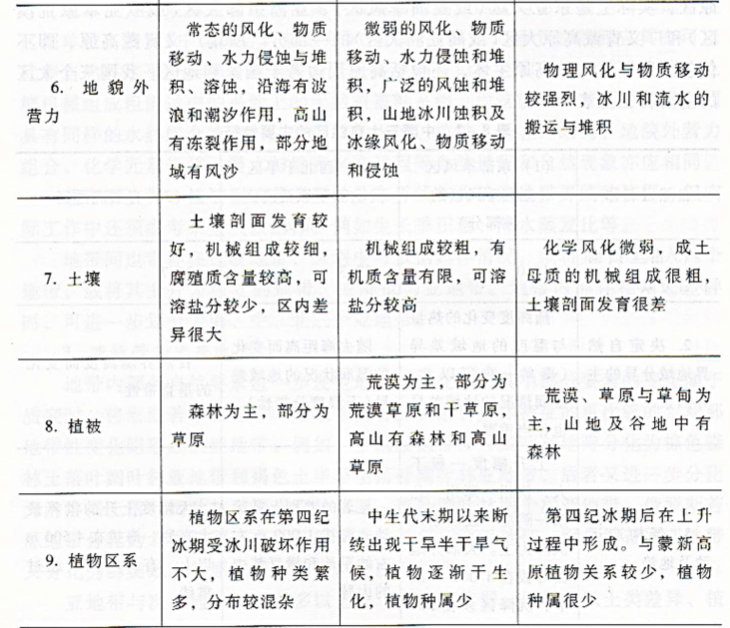 常态的风化、物质
移动、水力侵蚀与堆
积、溶蚀，沿海有波
浪和潮汐作用，高山
有冻裂作用，部分地
域有风沙
微弱的风化、物质
移动、水力侵蚀和堆
积，广泛的风蚀和堆
积，山地冰川蚀积及
冰缘风化、物质移动
和侵蚀
物理风化与物质移动
较强烈，冰川和流水的
搬运与堆积
6. 地貌外
营力
7. 土壤
土壤剖面发育较
好，机械组成较细，
腐殖质含量较高，可
溶盐分较少，区内差
异很大
机械组成较粗，有
机质含量有限，可溶
盐分较高
化学风化微弱，成土
母质的机械组成很粗，
土壤剖面发育很差
8. 植被
森林为主，部分为
草原
荒漠为主，部分为
荒漠草原和干草原，
高山有森林和高山
草原
荒漠、草原与草甸为
主，山地及谷地中有
森林
9. 植物区系
植物区系在第四纪
冰期受冰川破坏作用
不大，植物种类繁
多，分布较混杂
中生代末期以来断
续出现干旱半干旱气
候，植物逐渐干生
化，植物种属少
第四纪冰期后在上升
过程中形成。与蒙新高
原植物关系较少，植物
种属很少